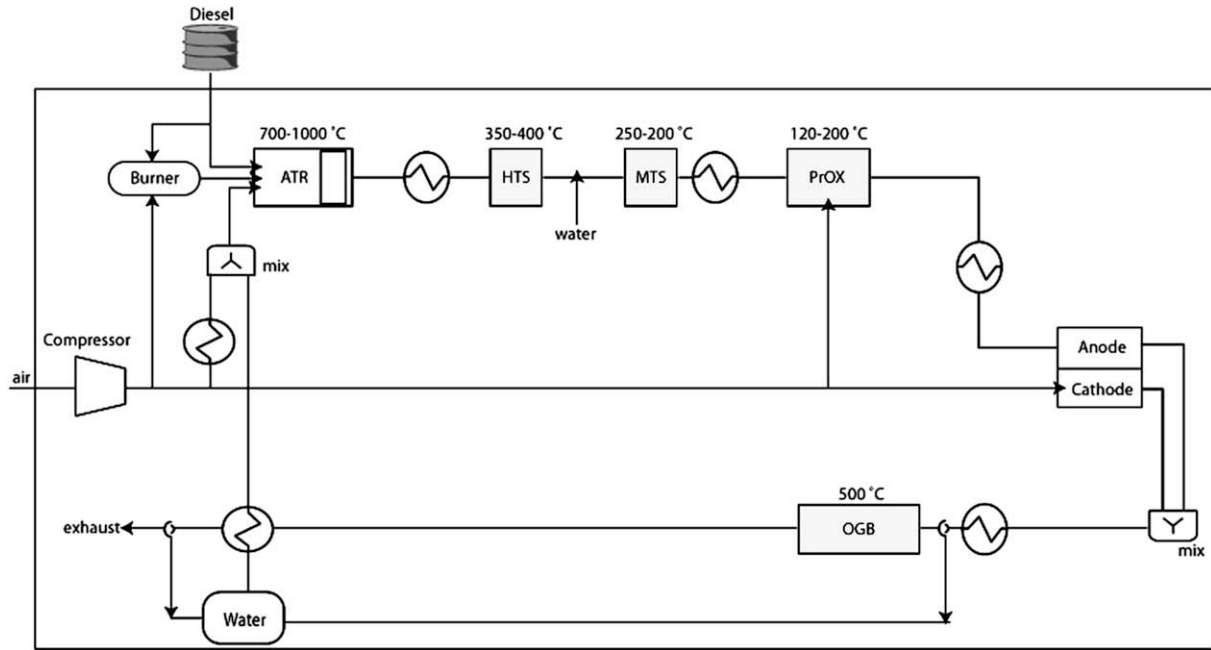 Diesel
700-1000 °C
350-400 °C
250-200 °C
120-200 °C
Burner
ATR
HTS
MTS
PrOX
water
mix
Compressor
air
Anode
Cathode
500 °C
exhaust
OGB
mix
Water